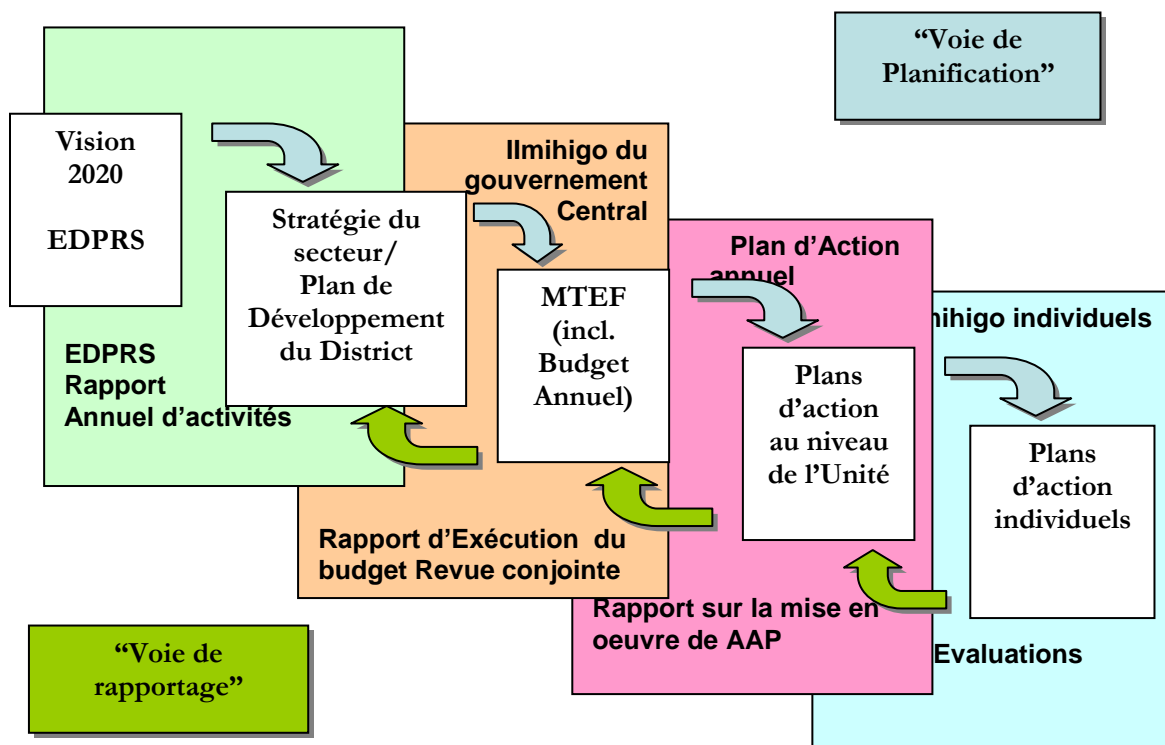 “Voie de
Planification”
Vision
2020
EDPRS
IImihigo du
gouvernement
Central
Stratégie du
secteur/
Plan de
Développement
du District
Plan d’Action
annuel
MTEF
(incl.
Budget
Annuel)
mihigo individuels
EDPRS
Rapport
Annuel d’activités
Plans
d’action
au niveau
de l’Unité
Plans
d’action
individuels
Rapport d’Exécution du
budget Revue conjointe
Rapport sur la mise en
oeuvre de AAP
Evaluations
“Voie de
rapportage”